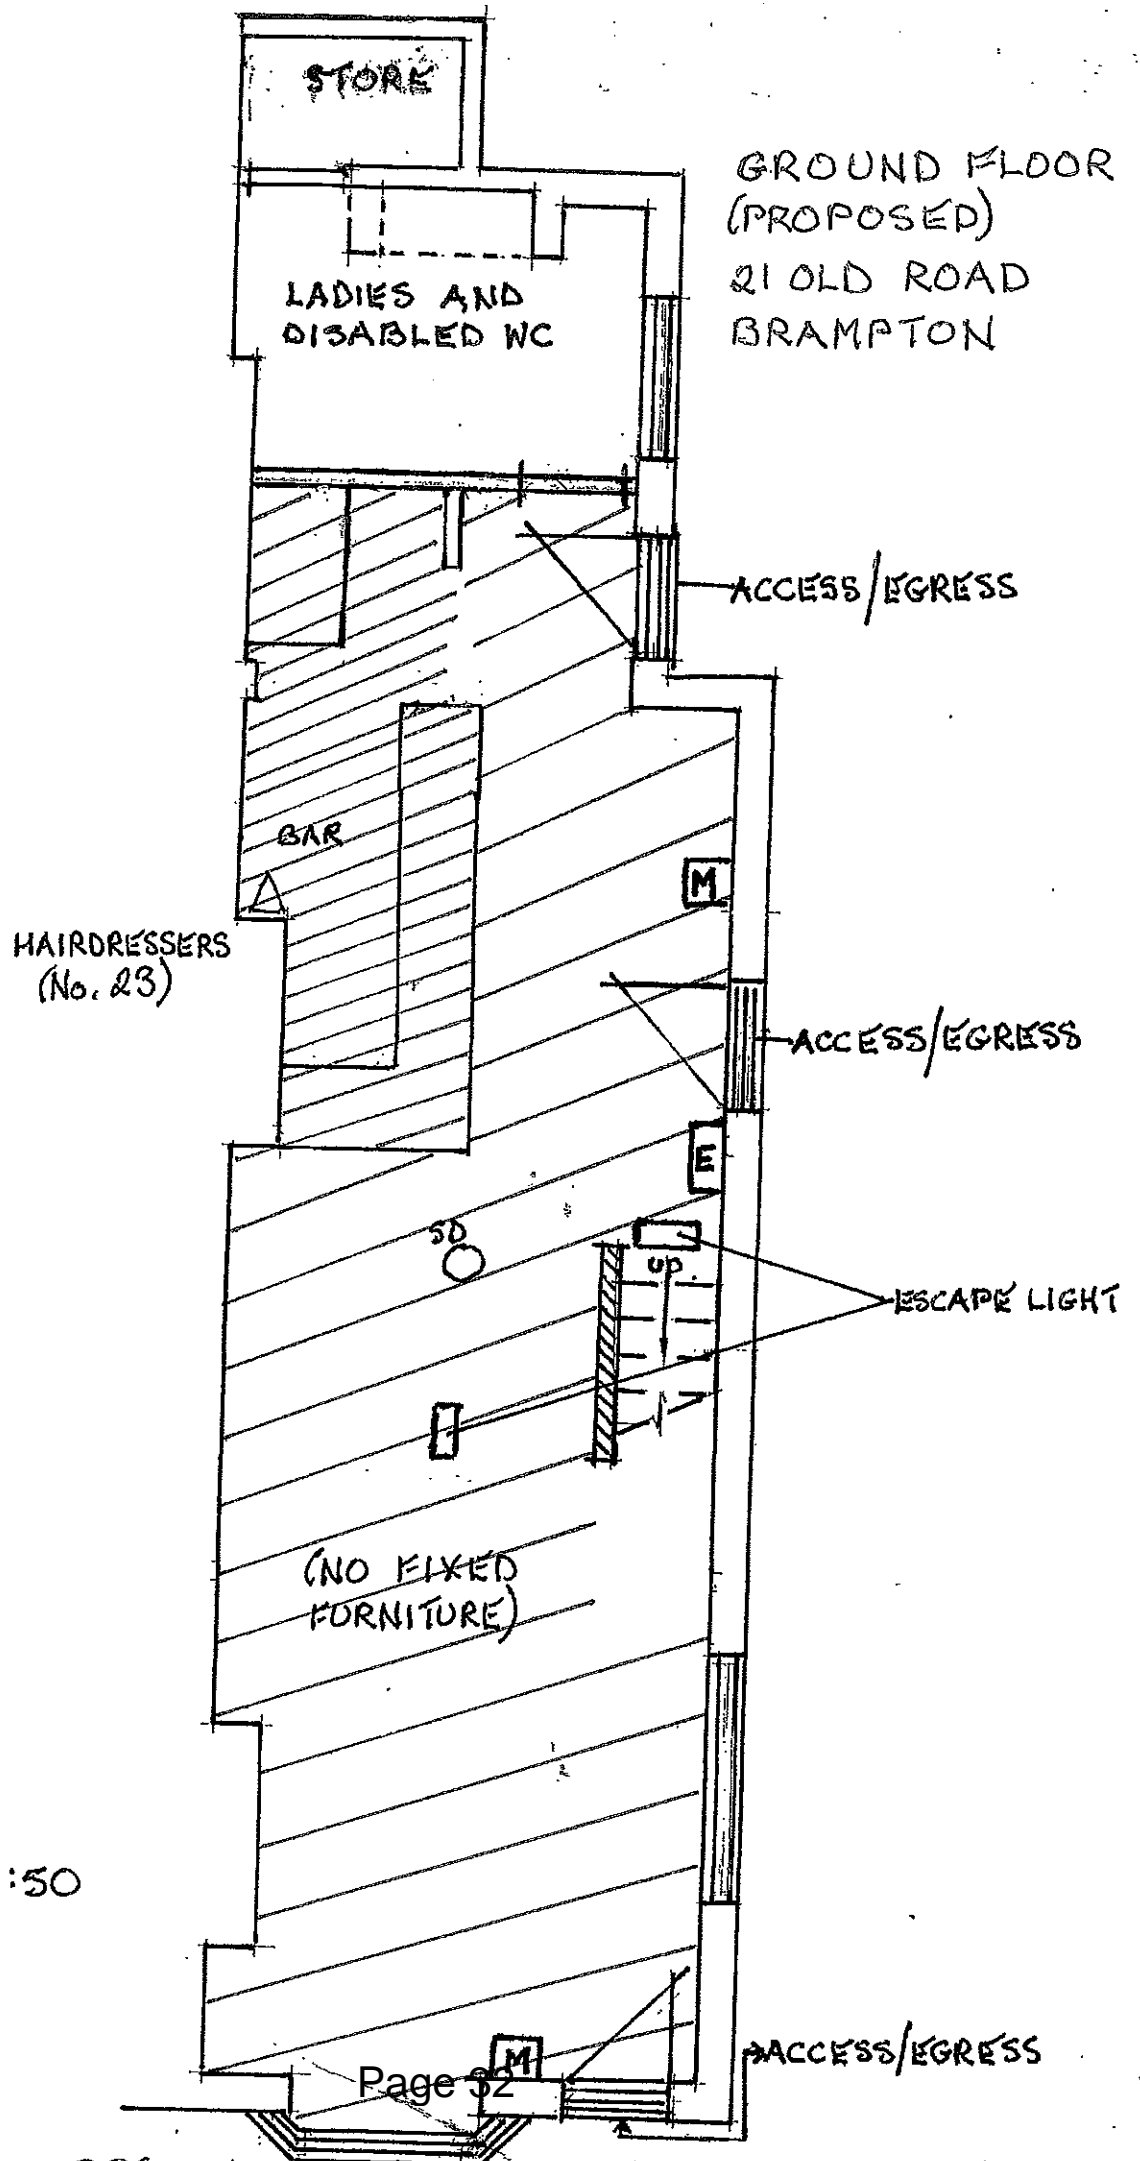 STORE
GROUND FLOOR
(PROPOSED)
21 OLD ROAD
BRAMPTON
LADIES AND
DISABLED WC
ACCESS/EGRESS
BAR
M
HAIRDRESSERS
(No. 23)
ACCESS/EGRESS
E
SD
UP
ESCAPE LIGHT
(NO FIXED
FURNITURE)
:50
ACCESS/EGRESS
M
Page 32